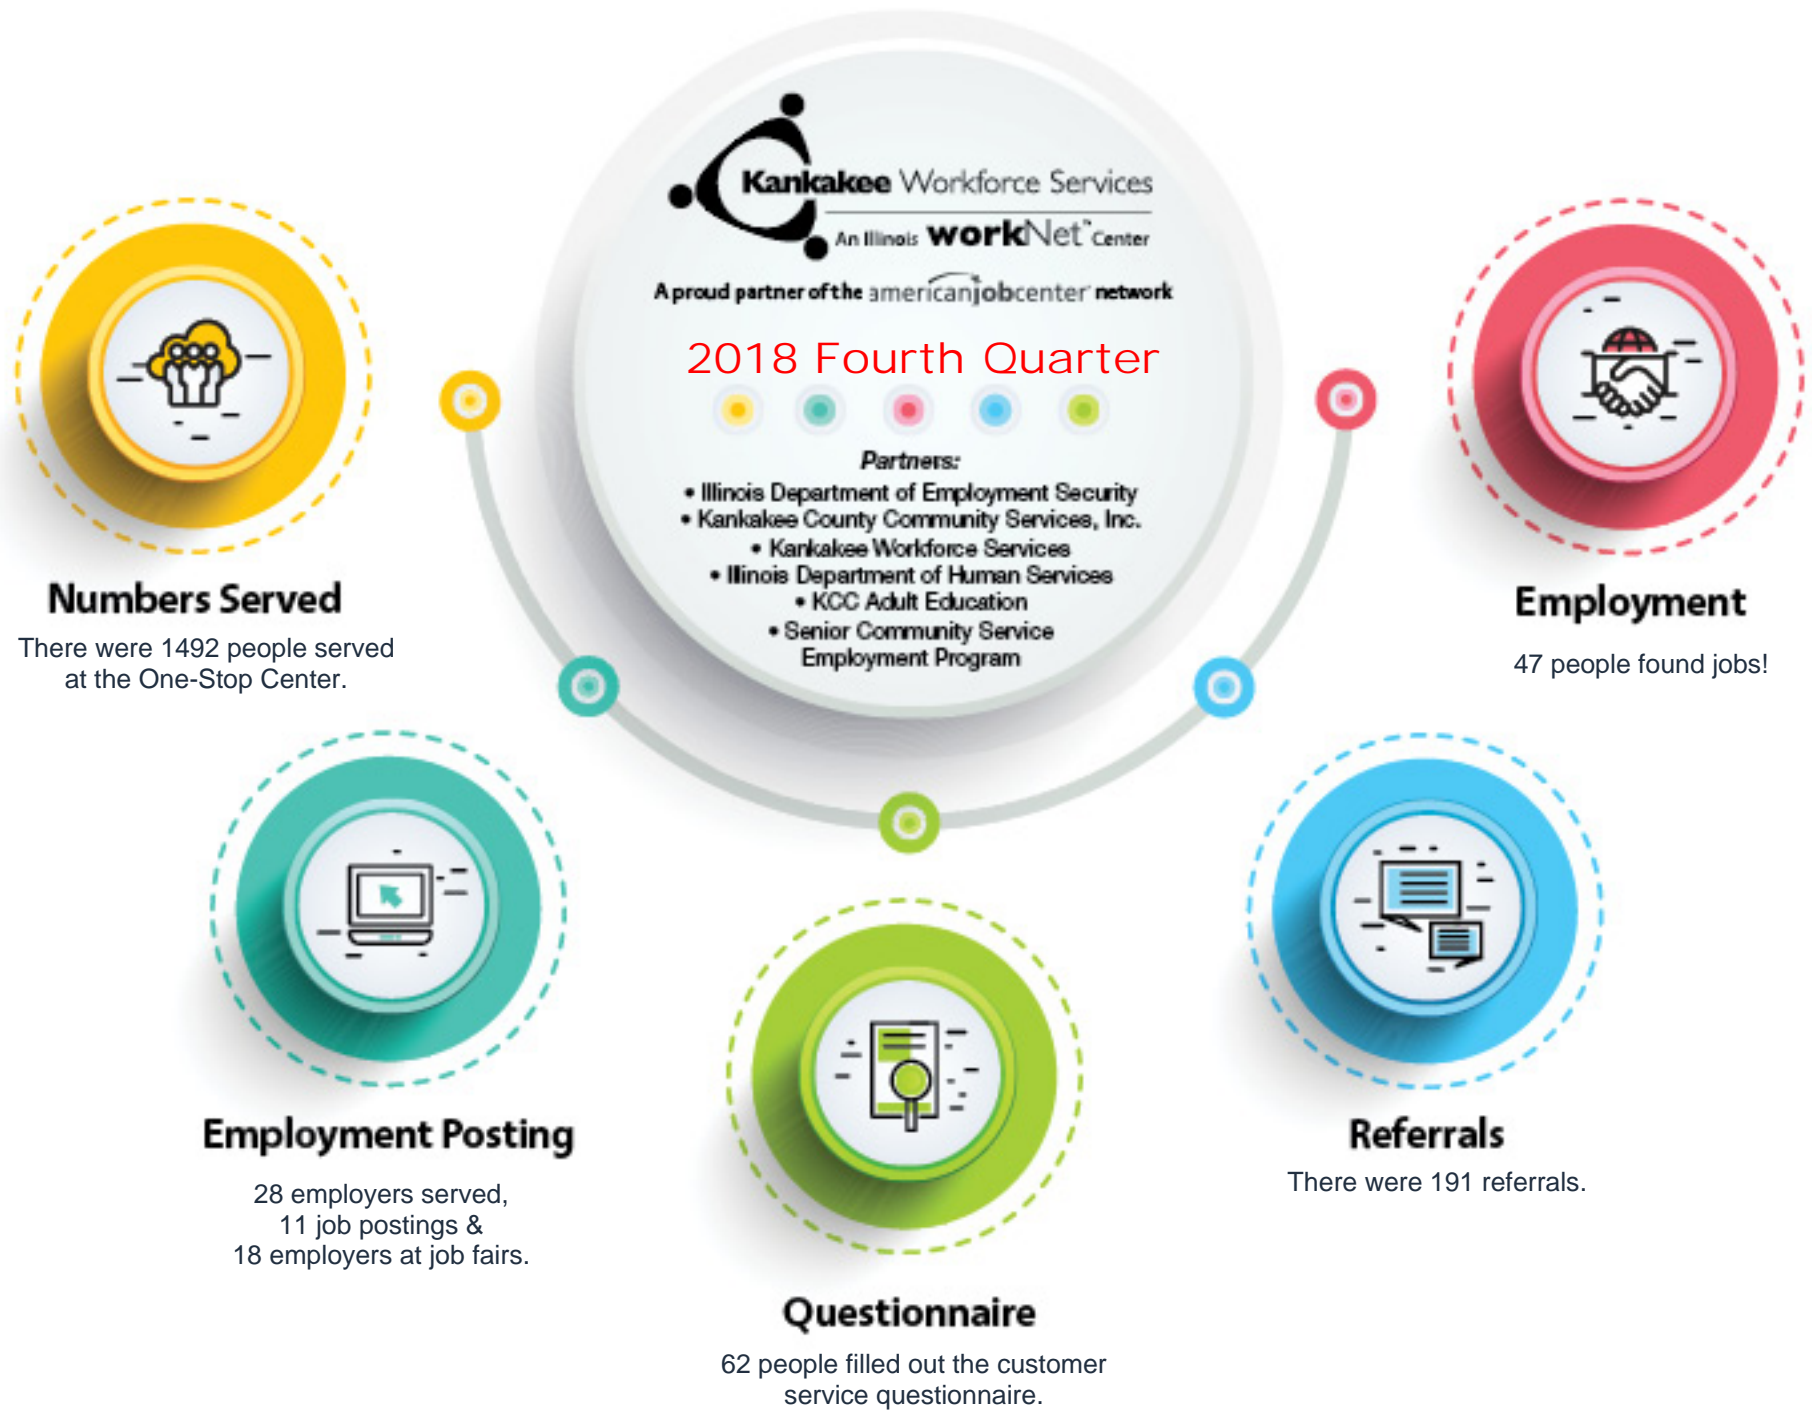 Kankakee Workforce Services
An Illinois workNet™ Center
A proud partner of the americanjobcenter® network
2018 Fourth Quarter
Partners:
• Illinois Department of Employment Security
• Kankakee County Community Services, Inc.
• Kankakee Workforce Services
• Illinois Department of Human Services
• KCC Adult Education
• Senior Community Service
Employment Program
Numbers Served
There were 1492 people served
at the One-Stop Center.
Employment Posting
28 employers served,
11 job postings &
18 employers at job fairs.
Questionnaire
62 people filled out the customer
service questionnaire.
Referrals
There were 191 referrals.
Employment
47 people found jobs!